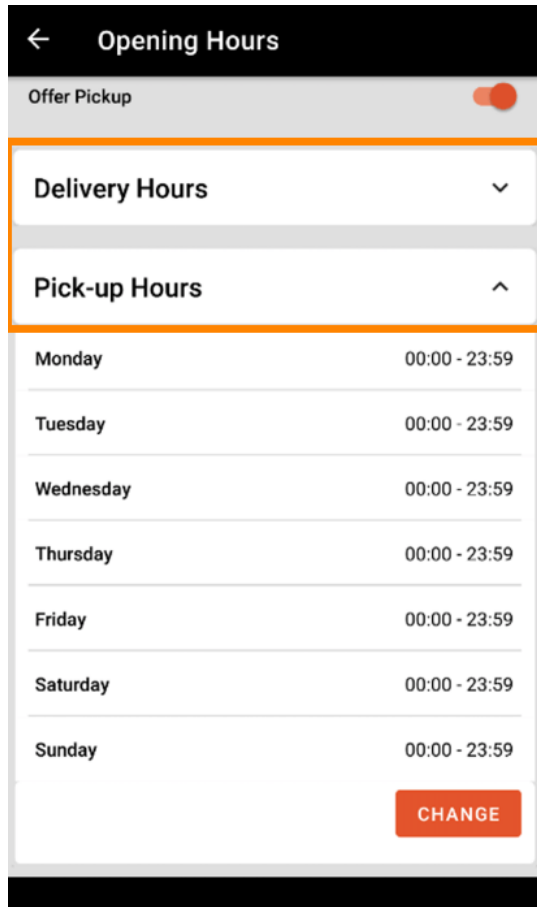 Opening Hours
Offer Pickup
Delivery Hours
Pick-up Hours
Monday 00:00 - 23:59
Tuesday 00:00 - 23:59
Wednesday 00:00 - 23:59
Thursday 00:00 - 23:59
Friday 00:00 - 23:59
Saturday 00:00 - 23:59
Sunday 00:00 - 23:59
CHANGE